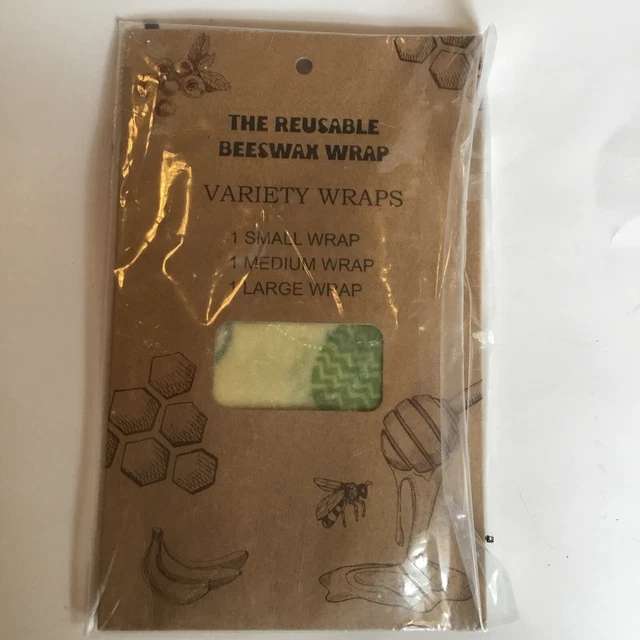 THE REUSABLE
BEESWAX WRAP
VARIETY WRAPS
1 SMALL WRAP
1 MEDIUM WRAP
1 LARGE WRAP